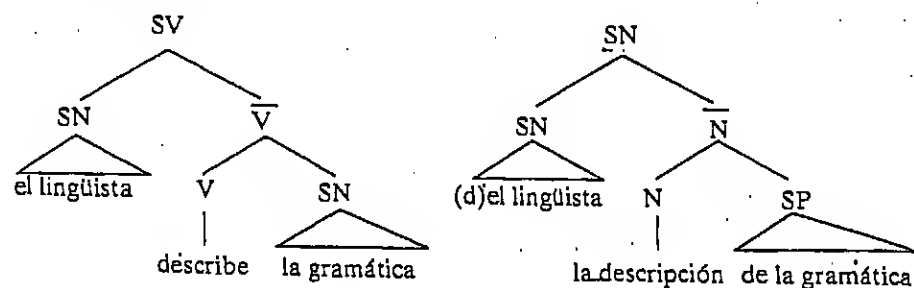 SV SN
SN V̅ SN N̅
el lingüista V SN (d)el lingüista N SP
describe la gramática la descripción de la gramática